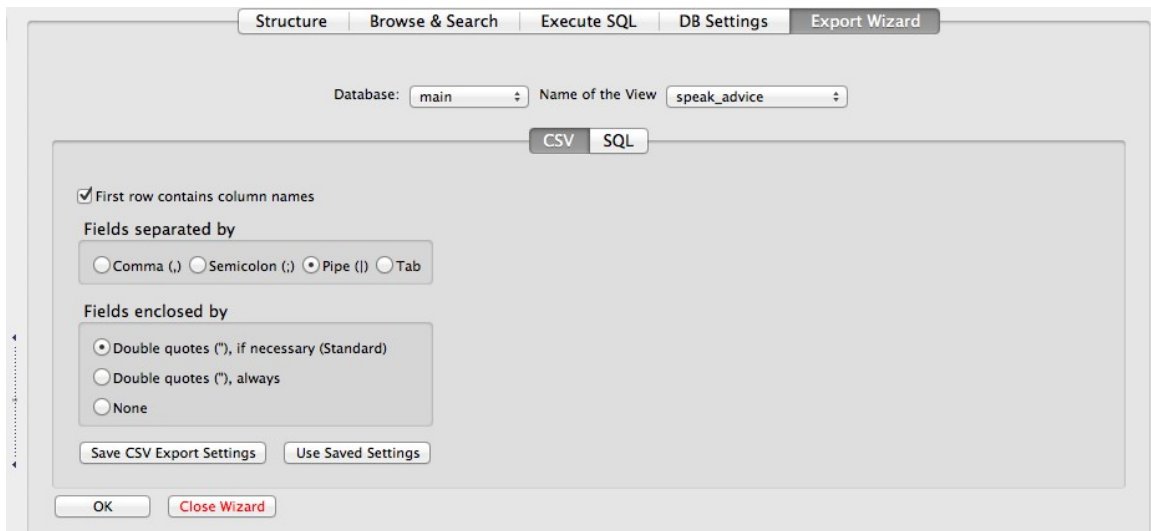 Structure Browse & Search Execute SQL DB Settings Export Wizard
Database: main Name of the View speak_advice
CSV SQL
First row contains column names
Fields separated by
Comma (,) Semicolon (;) Pipe (|) Tab
Fields enclosed by
Double quotes ("), if necessary (Standard)
Double quotes ("), always
None
Save CSV Export Settings Use Saved Settings
OK Close Wizard